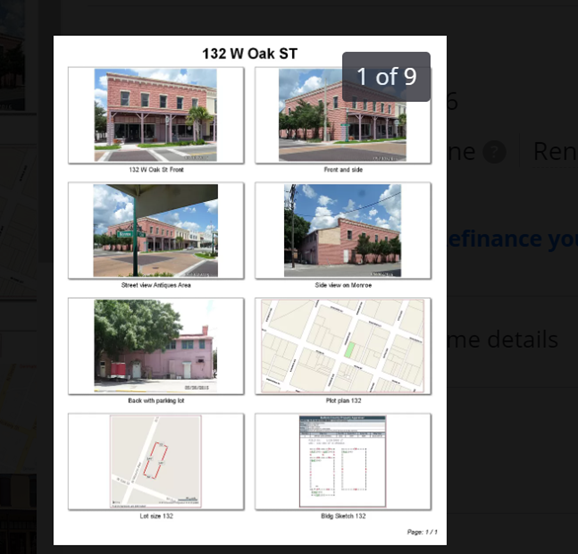 132 W Oak ST
1 of 9
6
132 W Oak St Front
Front and side
ne ? Ren
efinance yo
Street view Antiques Area
Side view on Monroe
me details
Back with parking lot
Plot plan 132
Lot size 132
Bldg Sketch 132
Page: 1 / 1